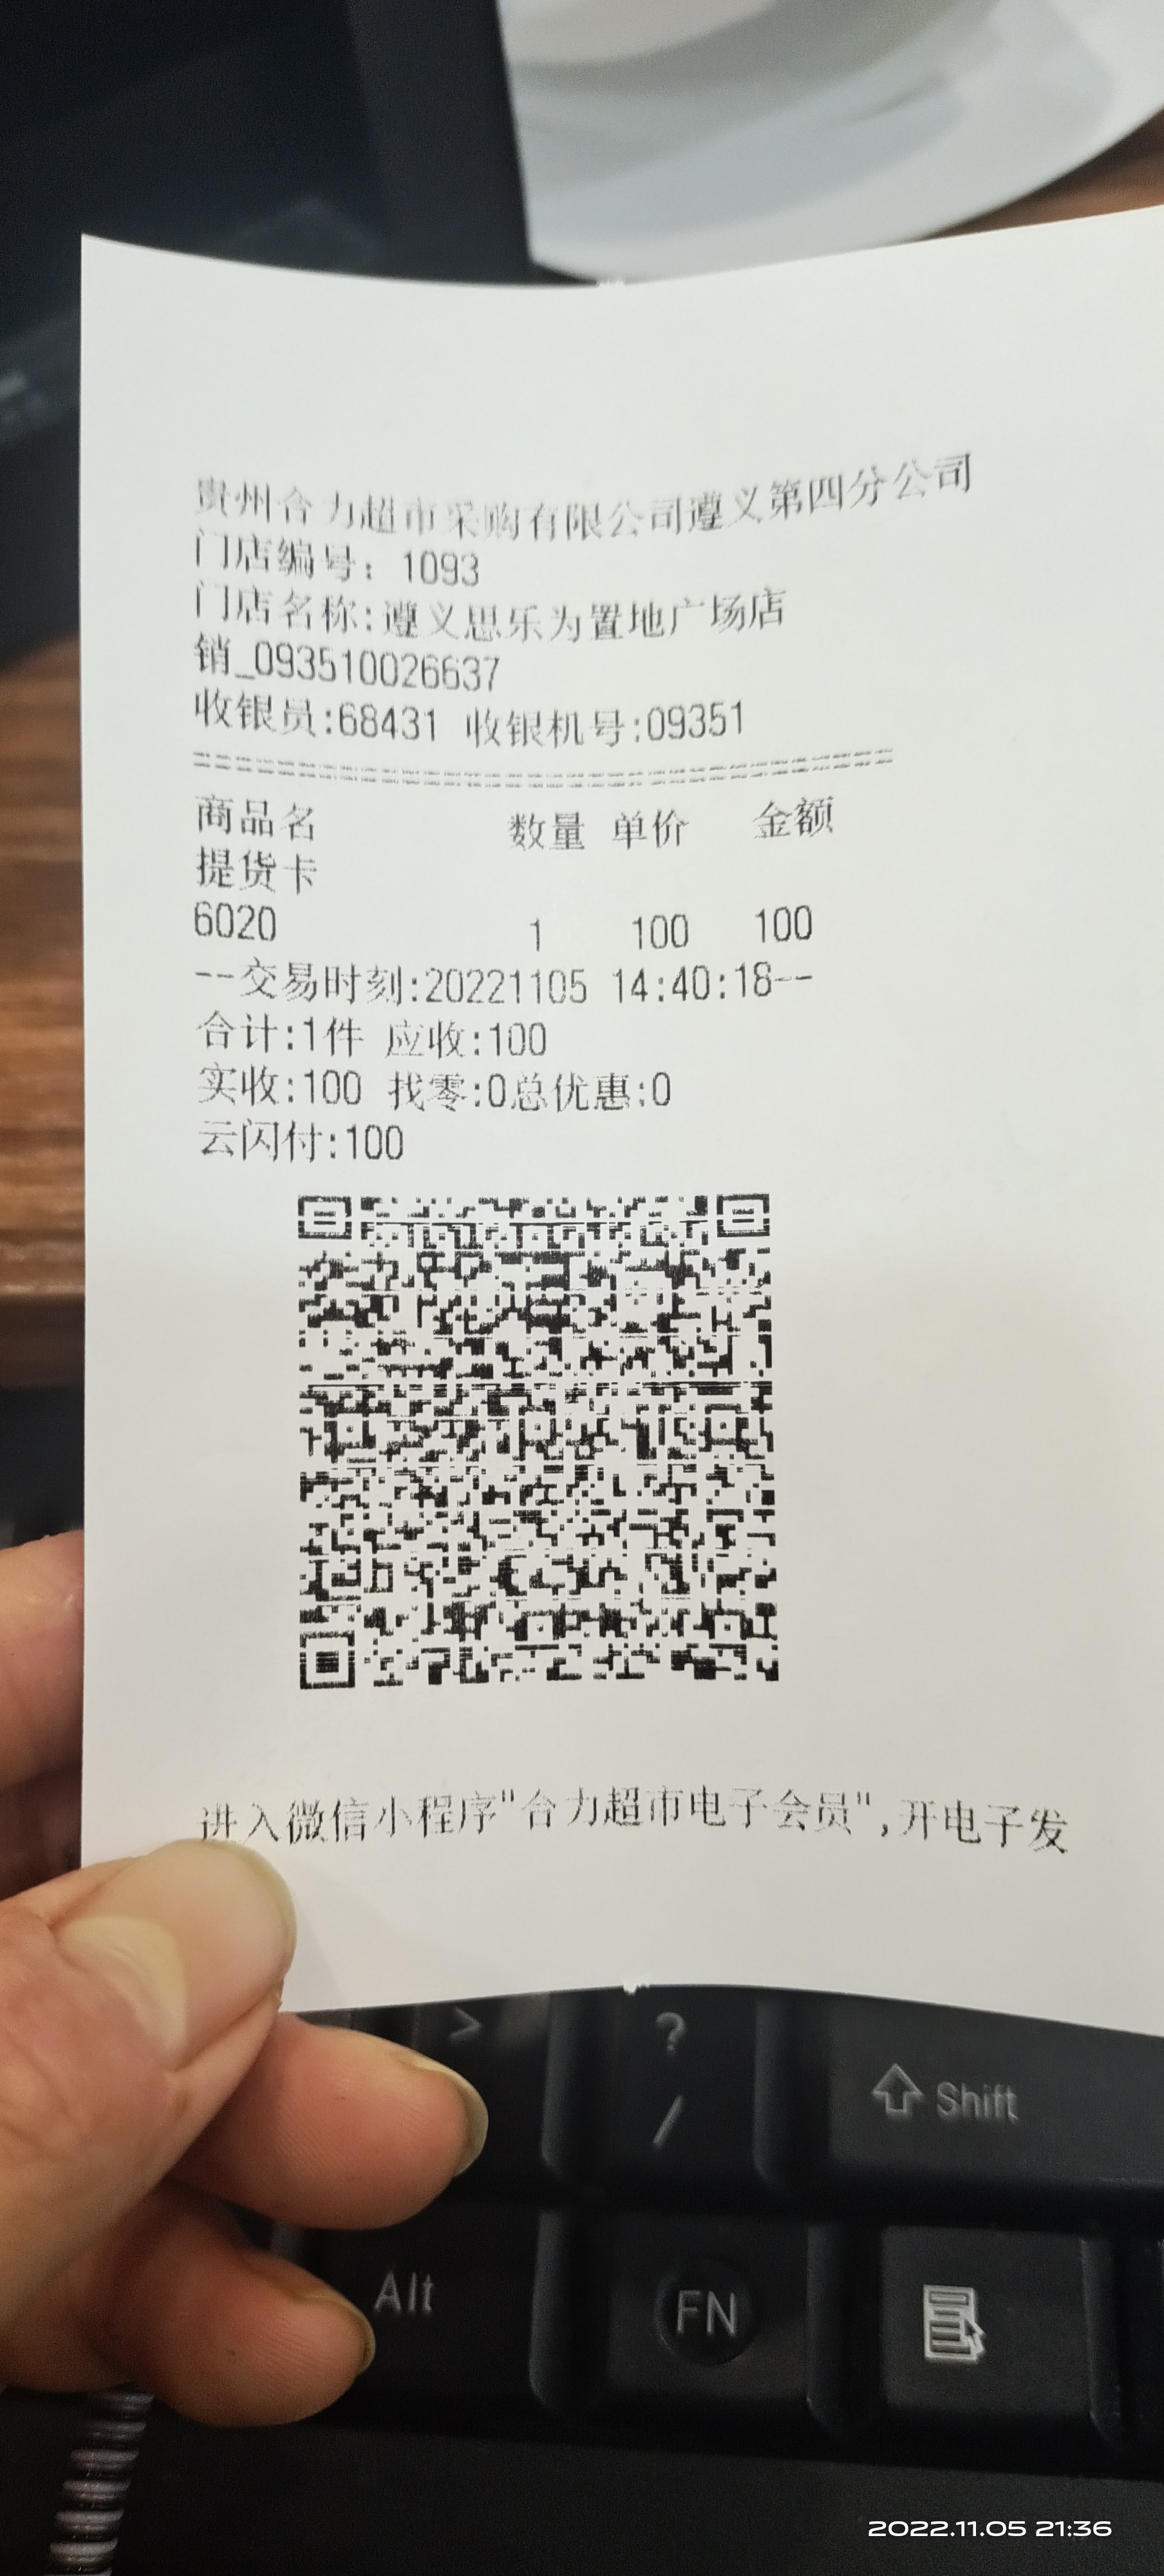 贵州合力超市采购有限公司遵义第四分公司
门店编号：1093
门店名称:遵义思乐为置地广场店
销_093510026637
收银员:68431 收银机号:09351
商品名 数量 单价 金额
提货卡
6020 1 100 100
--交易时刻:20221105 14:40:18--
合计:1件 应收:100
实收:100 找零:0总优惠:0
云闪付:100
进入微信小程序"合力超市电子会员",开电子发
>
?
/
Shift
Alt
FN
2022.11.05 21:36